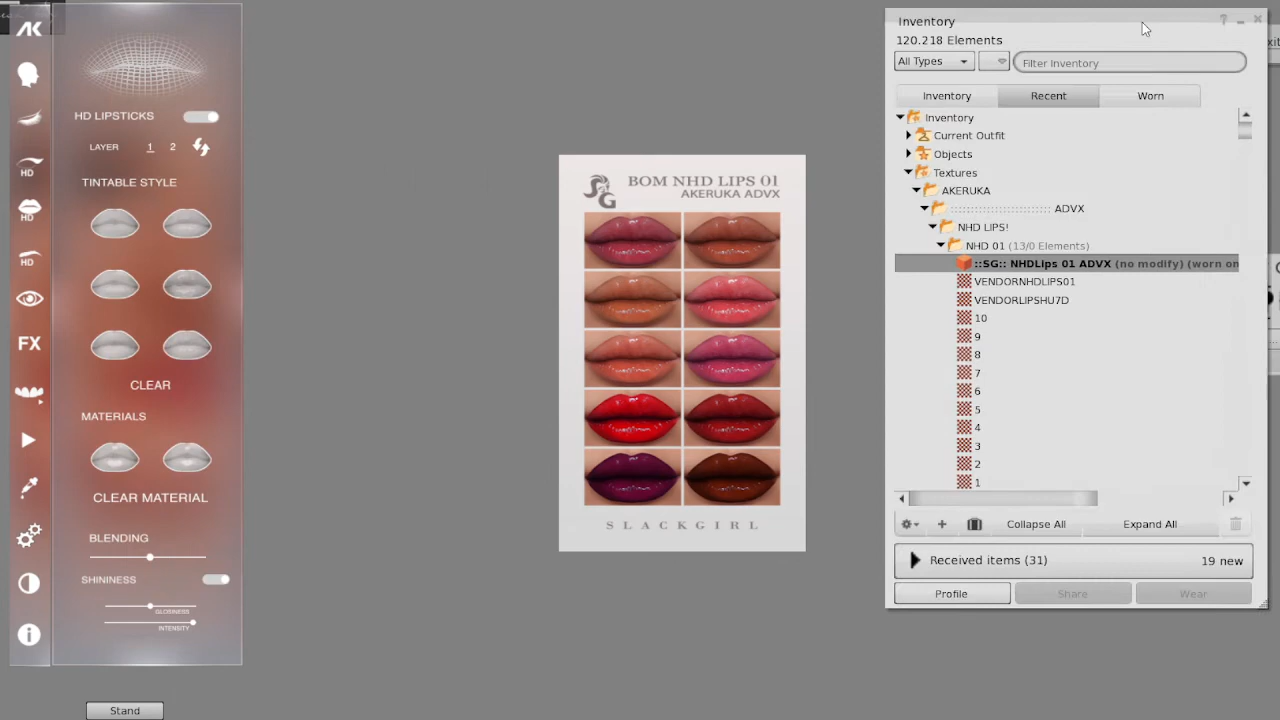 AK
HD LIPSTICKS
LAYER 1 2
TINTABLE STYLE
CLEAR
MATERIALS
CLEAR MATERIAL
BLENDING
SHININESS
GLOSINESS
INTENSITY
HD
HD
HD
FX
Stand
SG
BOM NHD LIPS 01
AKERUKA ADVX
SLACKGIRL
Inventory
120.218 Elements
All Types
Filter Inventory
Inventory Recent Worn
Inventory
Current Outfit
Objects
Textures
AKERUKA
:::::::::::::::::::::::::: ADVX
NHD LIPS!
NHD 01 (13/0 Elements)
::SG:: NHDLips 01 ADVX (no modify) (worn on
VENDORNHDLIPS01
VENDORLIPSHU7D
10
9
8
7
6
5
4
3
2
1
Collapse All Expand All
Received items (31) 19 new
Profile Share Wear